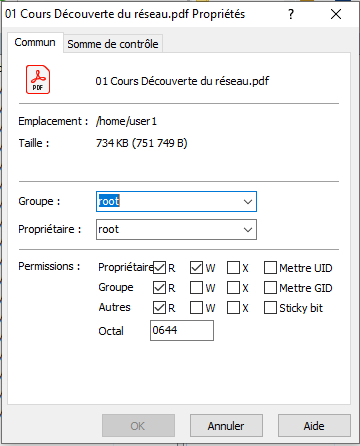 01 Cours Découverte du réseau.pdf Propriétés ? ×
Commun Somme de contrôle
PDF 01 Cours Découverte du réseau.pdf
Emplacement : /home/user1
Taille : 734 KB (751 749 B)
Groupe : root
Propriétaire : root
Permissions : Propriétaire R W X Mettre UID
Groupe R W X Mettre GID
Autres R W X Sticky bit
Octal 0644
OK Annuler Aide